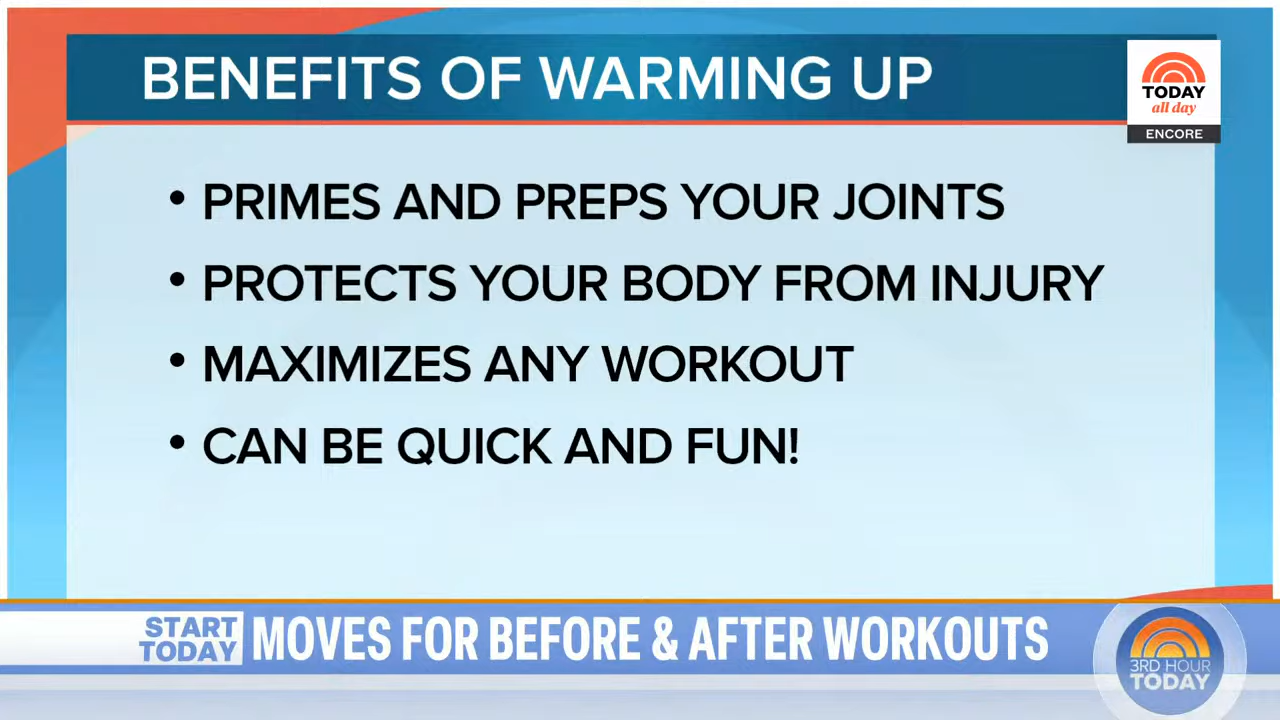 BENEFITS OF WARMING UP
TODAY
all day
ENCORE
• PRIMES AND PREPS YOUR JOINTS
• PROTECTS YOUR BODY FROM INJURY
• MAXIMIZES ANY WORKOUT
• CAN BE QUICK AND FUN!
START
TODAY
MOVES FOR BEFORE & AFTER WORKOUTS
3RD HOUR
TODAY